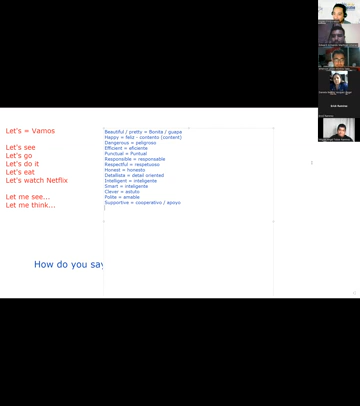 Let's = Vamos
Let's see
Let's go
Let's do it
Let's eat
Let's watch Netflix
Let me see...
Let me think...
Beautiful / pretty = Bonita / guapa
Happy = feliz - contento (content)
Dangerous = peligroso
Efficient = eficiente
Punctual = Puntual
Responsible = responsable
Respectful = respetuoso
Honest = honesto
Detallista = detail oriented
Intelligent = inteligente
Smart = inteligente
Clever = astuto
Polite = amable
Supportive = cooperativo / apoyo
How do you say